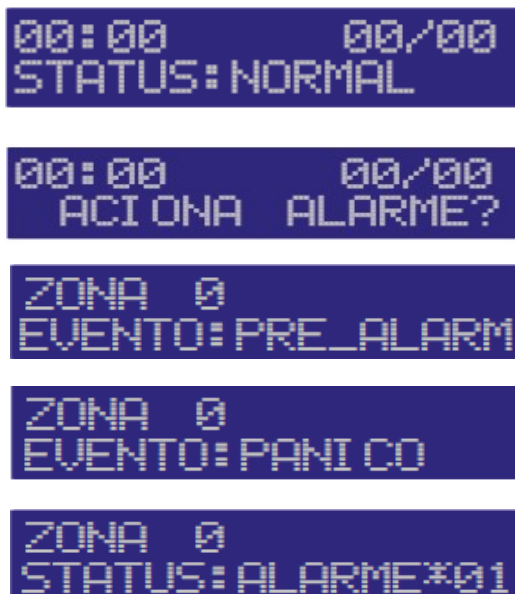 00:00 00/00
STATUS:NORMAL
00:00 00/00
ACIONA ALARME?
ZONA 0
EVENTO:PRE_ALARM
ZONA 0
EVENTO:PANICO
ZONA 0
STATUS:ALARME*01